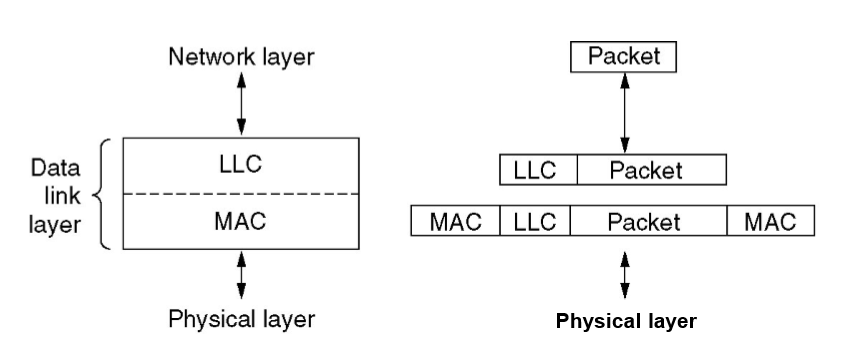 Network layer
Data
link
layer
LLC
MAC
Physical layer
Packet
LLC Packet
MAC LLC Packet MAC
Physical layer